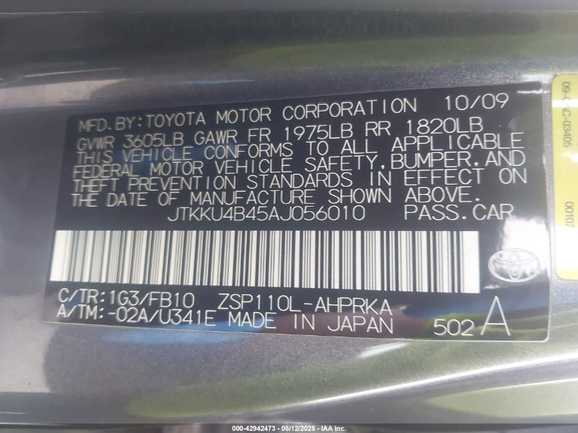 MFD.BY:TOYOTA MOTOR CORPORATION 10/09
GVWR 3605LB GAWR FR 1975LB RR 1820LB
THIS VEHICLE CONFORMS TO ALL APPLICABLE
FEDERAL MOTOR VEHICLE SAFETY,BUMPER,AND
THEFT PREVENTION STANDARDS IN EFFECT ON
THE DATE OF MANUFACTURE SHOWN ABOVE.
JTKKU4B45AJ056010 PASS.CAR
C/TR:1G3/FB10 ZSP110L-AHPRKA
A/TM:-02A/U341E MADE IN JAPAN 502 A
TOYOTA
000-42942473 - 08/12/2025 - IAA Inc.